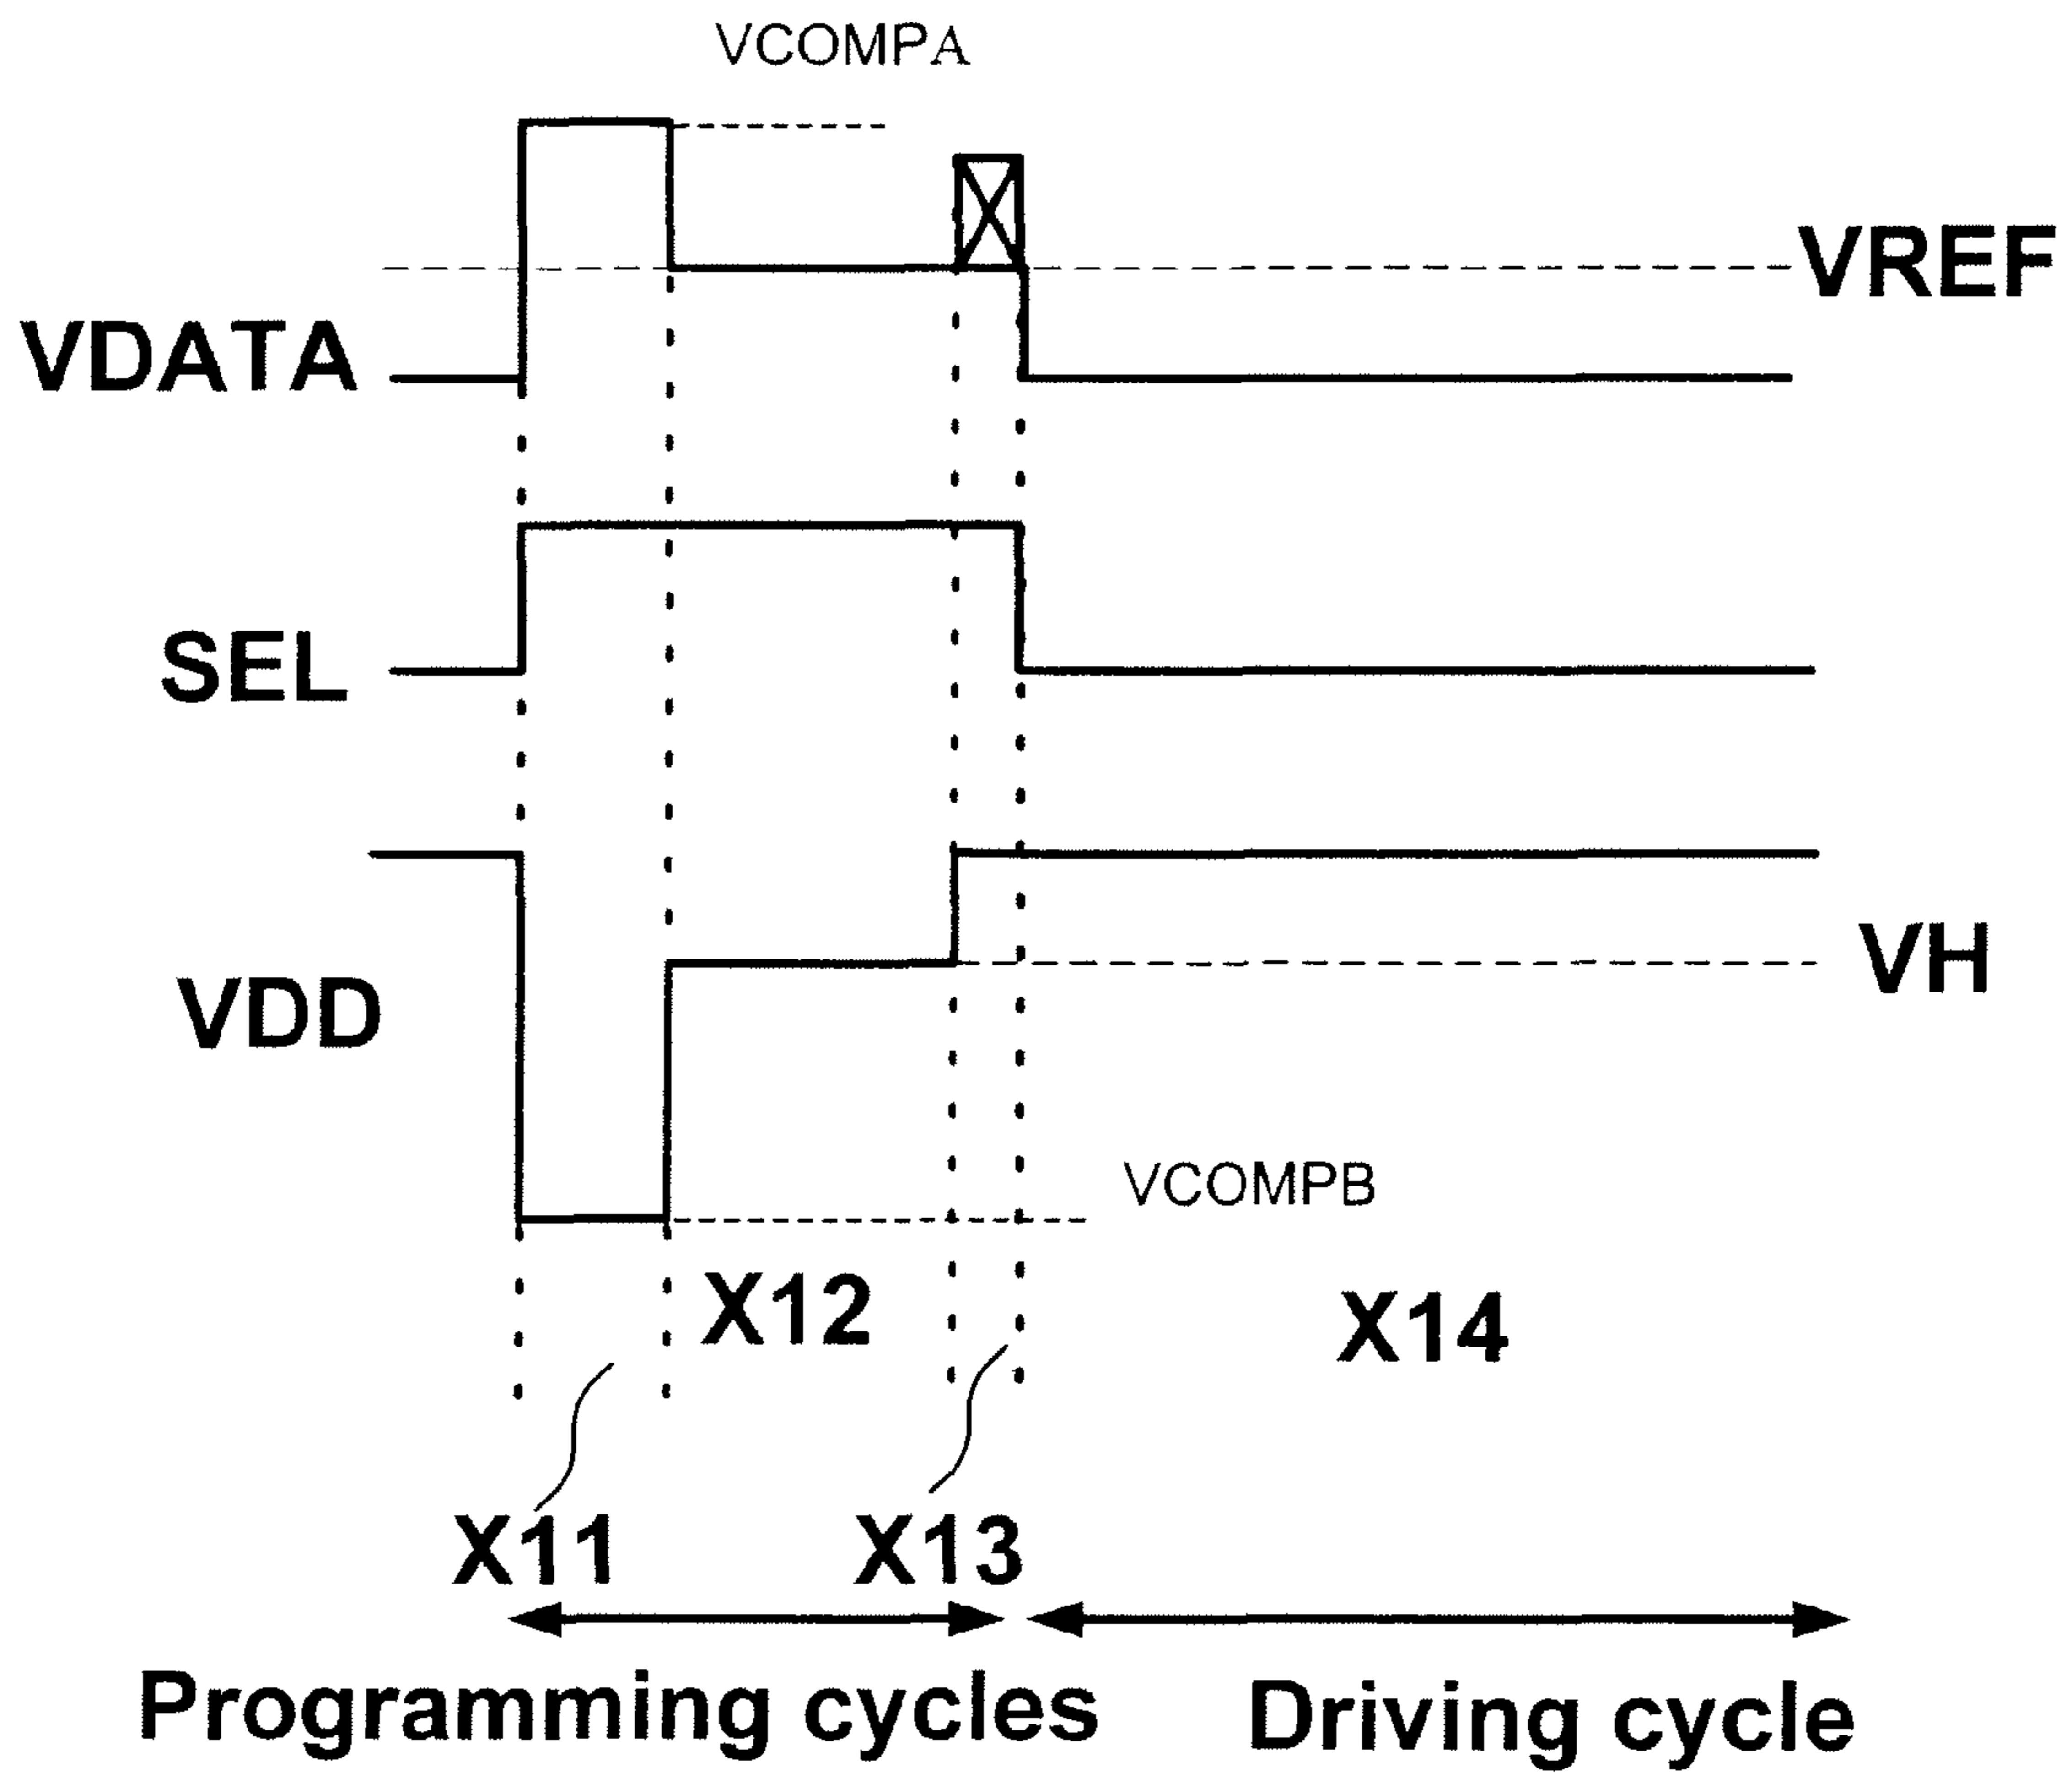 VCOMPA
VREF
VDATA
SEL
VH
VDD
VCOMPB
X12
X14
X11
X13
Programming cycles
Driving cycle